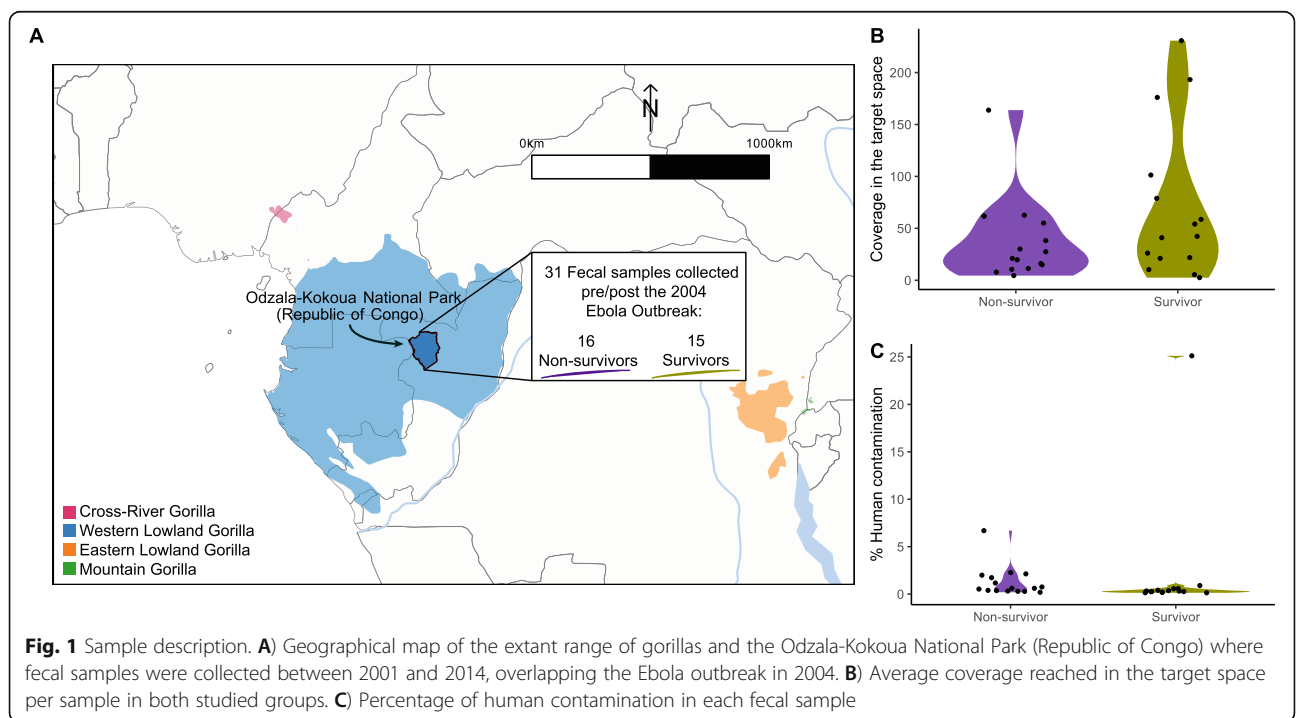 A
N
0km 1000km
Odzala-Kokoua National Park
(Republic of Congo)
31 Fecal samples collected
pre/post the 2004
Ebola Outbreak:
16 15
Non-survivors Survivors
Cross-River Gorilla
Western Lowland Gorilla
Eastern Lowland Gorilla
Mountain Gorilla
B
Coverage in the target space
200
150
100
50
0
Non-survivor Survivor
C
% Human contamination
25
20
15
10
5
0
Non-survivor Survivor
Fig. 1 Sample description. A) Geographical map of the extant range of gorillas and the Odzala-Kokoua National Park (Republic of Congo) where
fecal samples were collected between 2001 and 2014, overlapping the Ebola outbreak in 2004. B) Average coverage reached in the target space
per sample in both studied groups. C) Percentage of human contamination in each fecal sample